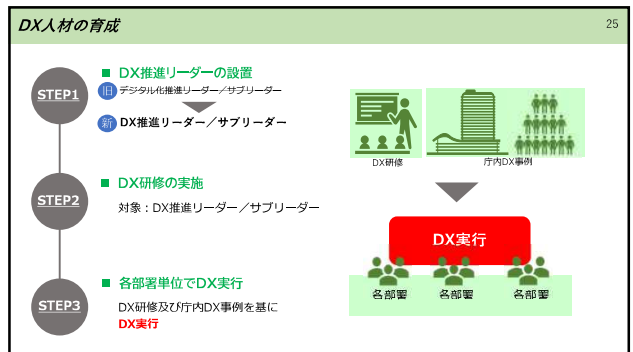 DX人材の育成
25
STEP1
■ DX推進リーダーの設置
旧 デジタル化推進リーダー／サブリーダー
新 DX推進リーダー／サブリーダー
STEP2
■ DX研修の実施
対象：DX推進リーダー／サブリーダー
STEP3
■ 各部署単位でDX実行
DX研修及び庁内DX事例を基に
DX実行
DX研修
庁内DX事例
DX実行
各部署
各部署
各部署